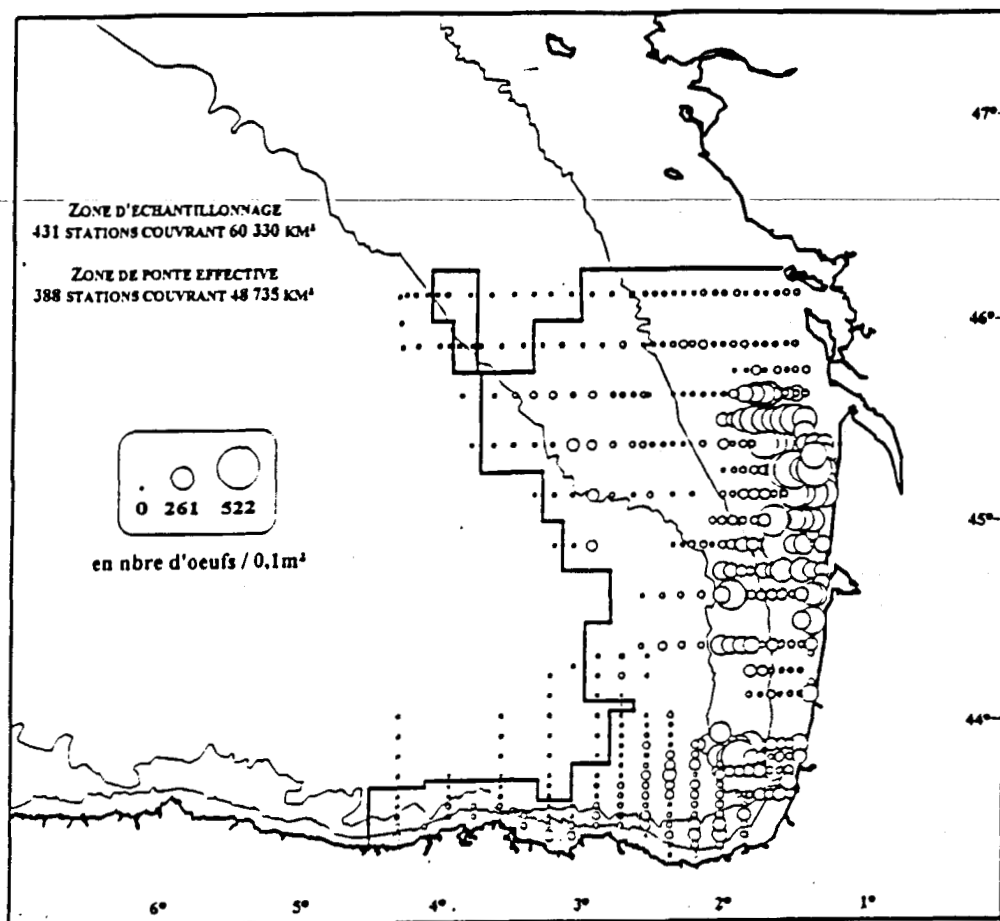 47°
ZONE D'ECHANTILLONNAGE
431 STATIONS COUVRANT 60 330 KM²
ZONE DE PONTE EFFECTIVE
388 STATIONS COUVRANT 48 735 KM²
46°
0 261 522
45°
en nbre d'oeufs / 0,1m²
44°
6° 5° 4° 3° 2° 1°